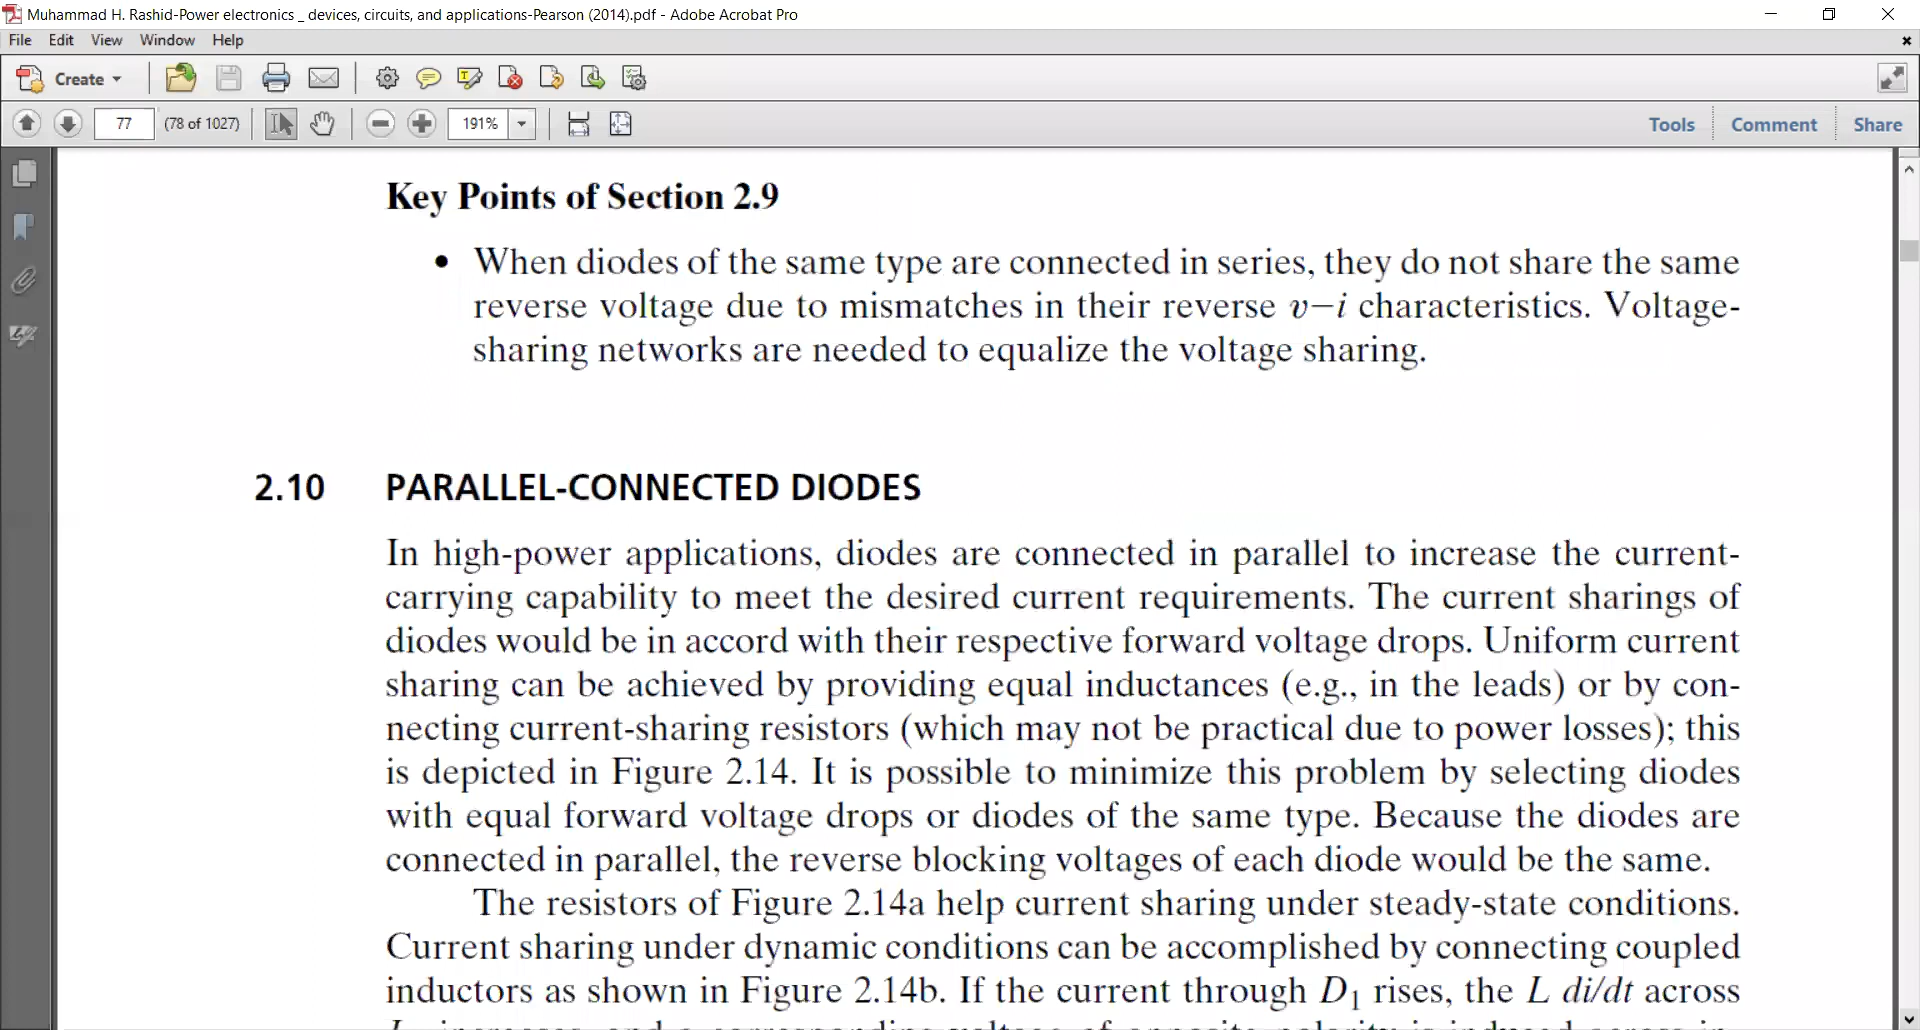 Muhammad H. Rashid-Power electronics _ devices, circuits, and applications-Pearson (2014).pdf - Adobe Acrobat Pro
File Edit View Window Help
Create
77 (78 of 1027) 191% Tools Comment Share
Key Points of Section 2.9
• When diodes of the same type are connected in series, they do not share the same
reverse voltage due to mismatches in their reverse v−i characteristics. Voltage-
sharing networks are needed to equalize the voltage sharing.
2.10 PARALLEL-CONNECTED DIODES
In high-power applications, diodes are connected in parallel to increase the current-
carrying capability to meet the desired current requirements. The current sharings of
diodes would be in accord with their respective forward voltage drops. Uniform current
sharing can be achieved by providing equal inductances (e.g., in the leads) or by con-
necting current-sharing resistors (which may not be practical due to power losses); this
is depicted in Figure 2.14. It is possible to minimize this problem by selecting diodes
with equal forward voltage drops or diodes of the same type. Because the diodes are
connected in parallel, the reverse blocking voltages of each diode would be the same.
The resistors of Figure 2.14a help current sharing under steady-state conditions.
Current sharing under dynamic conditions can be accomplished by connecting coupled
inductors as shown in Figure 2.14b. If the current through D₁ rises, the L di/dt across